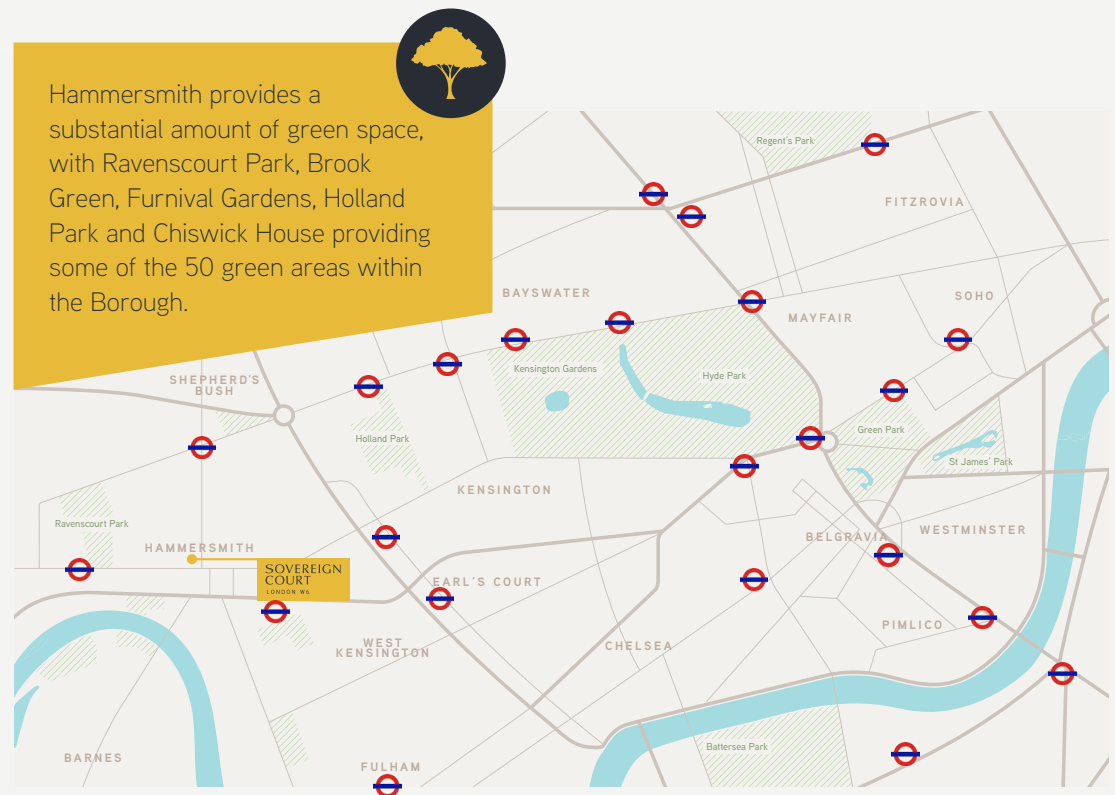 Hammersmith provides a
substantial amount of green space,
with Ravenscourt Park, Brook
Green, Furnival Gardens, Holland
Park and Chiswick House providing
some of the 50 green areas within
the Borough.
Regent's Park
FITZROVIA
BAYSWATER
SOHO
MAYFAIR
Kensington Gardens
Hyde Park
SHEPHERD'S
BUSH
Holland Park
Green Park
St James' Park
KENSINGTON
Ravenscourt Park
WESTMINSTER
BELGRAVIA
HAMMERSMITH
SOVEREIGN
COURT
LONDON W6
EARL'S COURT
PIMLICO
WEST
KENSINGTON
CHELSEA
Battersea Park
BARNES
FULHAM